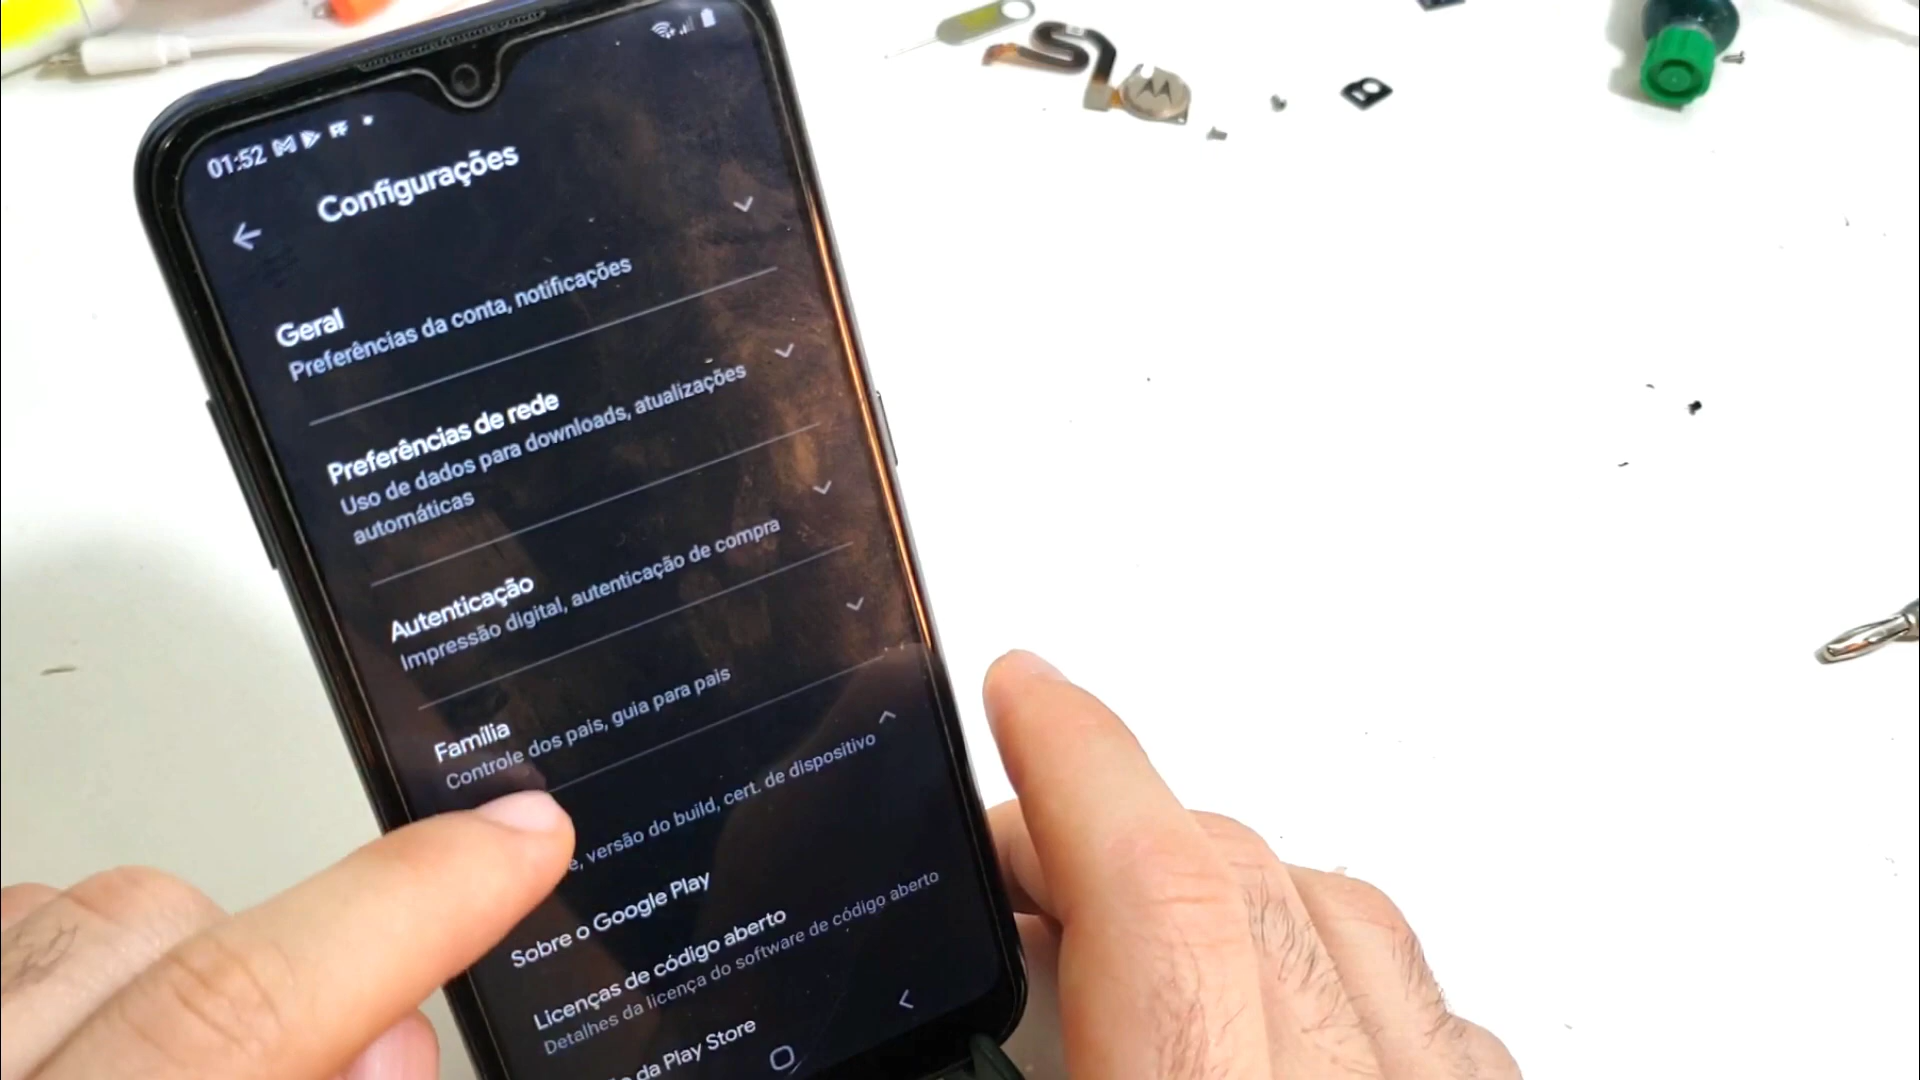 01:52
Configurações
Geral
Preferências da conta, notificações
Preferências de rede
Uso de dados para downloads, atualizações
automáticas
Autenticação
Impressão digital, autenticação de compra
Família
Controle dos pais, guia para pais
versão do build, cert. de dispositivo
Sobre o Google Play
Licenças de código aberto
Detalhes da licença do software de código aberto
da Play Store